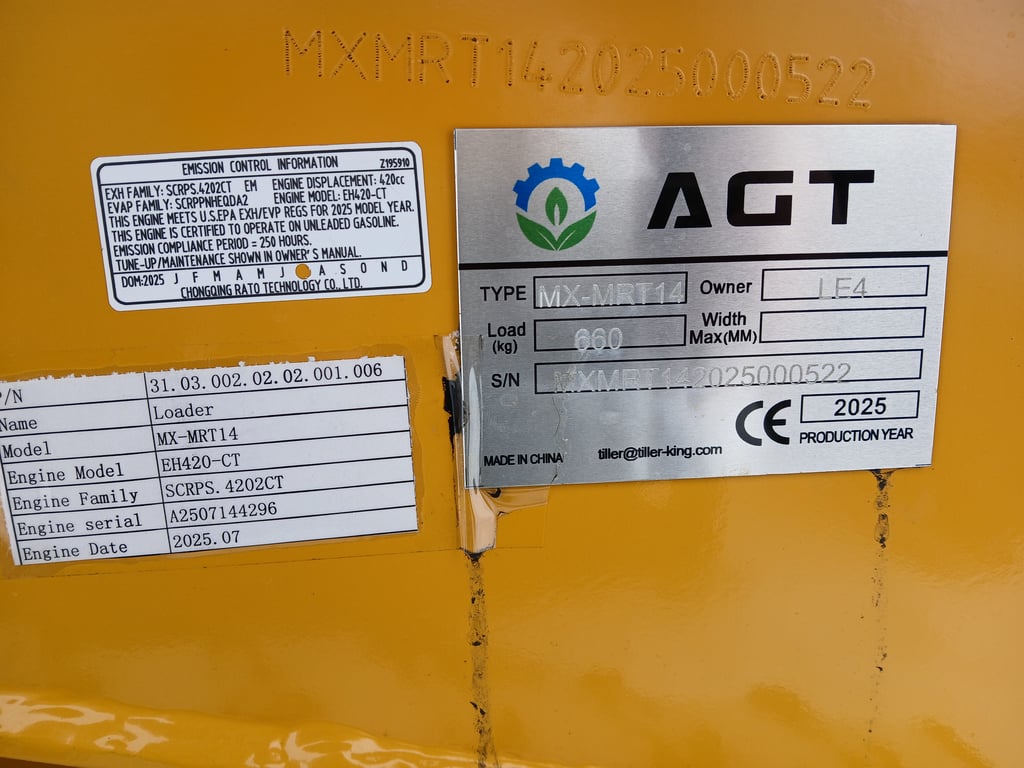 MXMRT142025000522
EMISSION CONTROL INFORMATION Z195910
EXH FAMILY: SCRPS.4202CT EM ENGINE DISPLACEMENT: 420cc
EVAP FAMILY: SCRPPNHEQDA2 ENGINE MODEL: EH420-CT
THIS ENGINE MEETS U.S.EPA EXH/EVP REGS FOR 2025 MODEL YEAR.
THIS ENGINE IS CERTIFIED TO OPERATE ON UNLEADED GASOLINE.
EMISSION COMPLIANCE PERIOD = 250 HOURS.
TUNE-UP/MAINTENANCE SHOWN IN OWNER'S MANUAL.
DOM:2025 J F M A M J A S O N D
CHONGQING RATO TECHNOLOGY CO., LTD.
AGT
TYPE MX-MRT14 Owner LE4
Load (kg) 660 Width Max(MM)
S/N MXMRT142025000522
CE 2025
PRODUCTION YEAR
MADE IN CHINA tiller@tiller-king.com
P/N 31.03.002.02.02.001.006
Name Loader
Model MX-MRT14
Engine Model EH420-CT
Engine Family SCRPS.4202CT
Engine serial A2507144296
Engine Date 2025.07